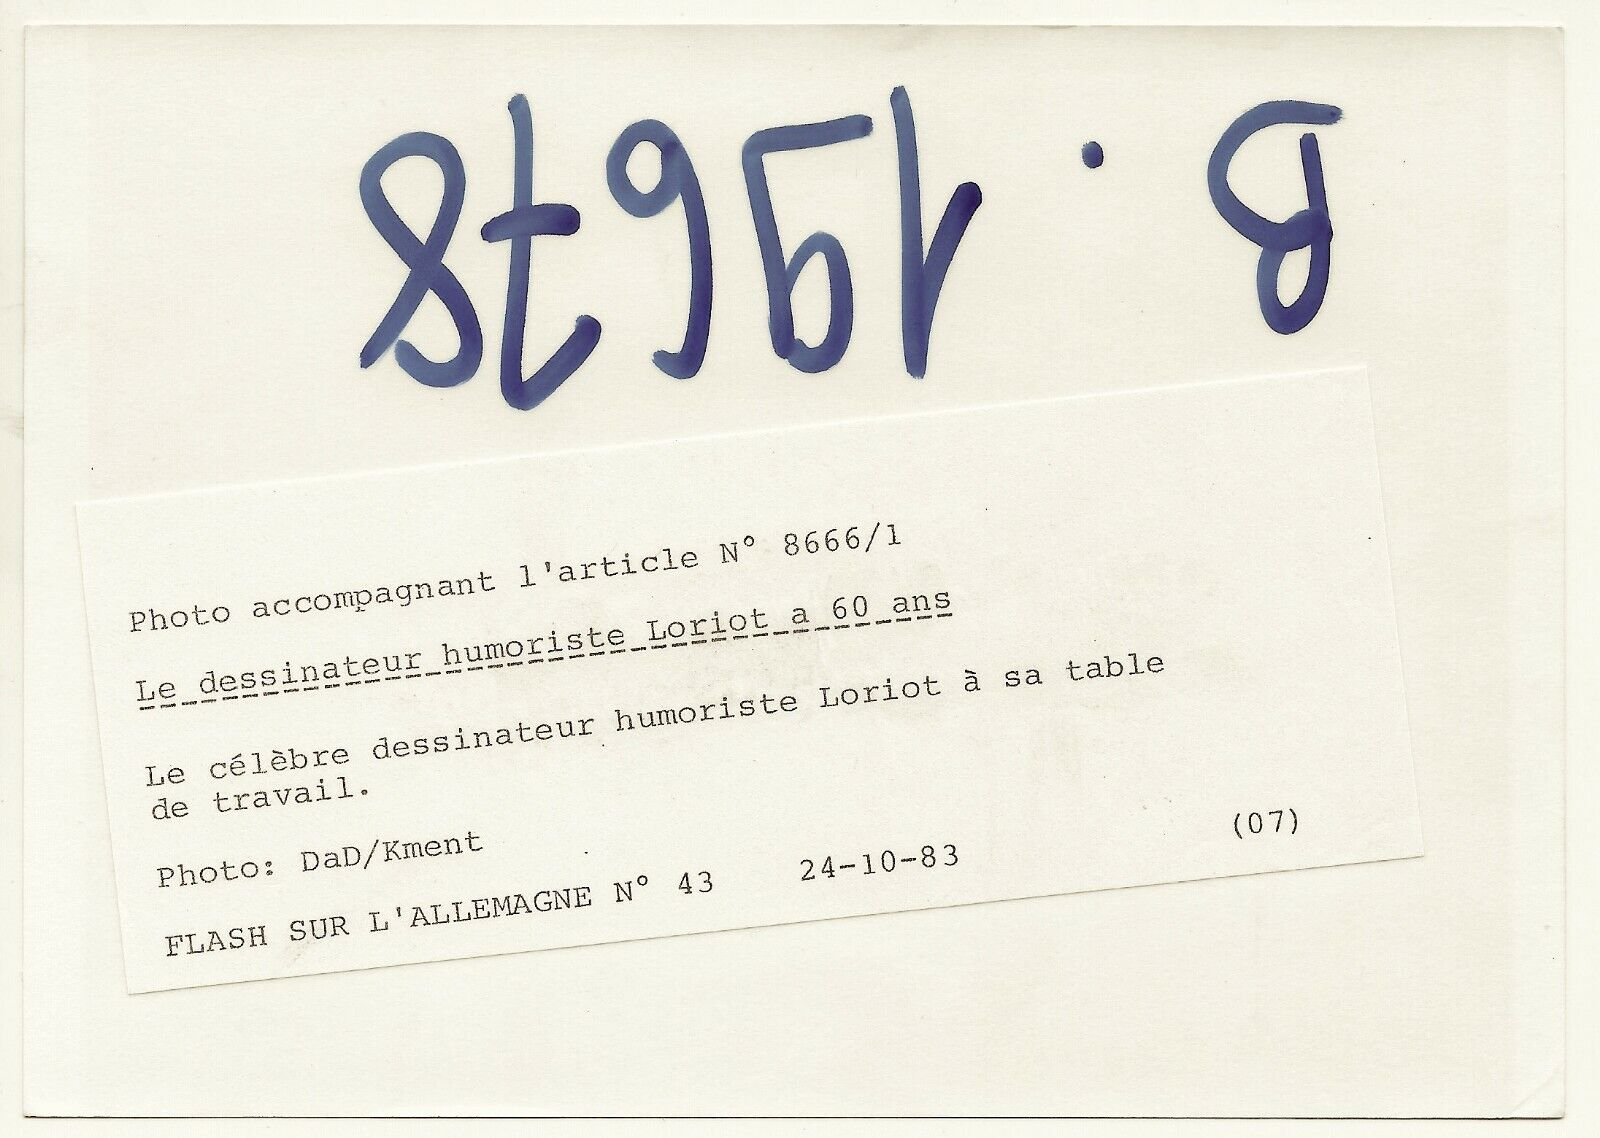 B. 19678
Photo accompagnant l'article N° 8666/1
Le dessinateur humoriste Loriot a 60 ans
Le célèbre dessinateur humoriste Loriot à sa table
de travail.
Photo: DaD/Kment
FLASH SUR L'ALLEMAGNE N° 43 24-10-83 (07)